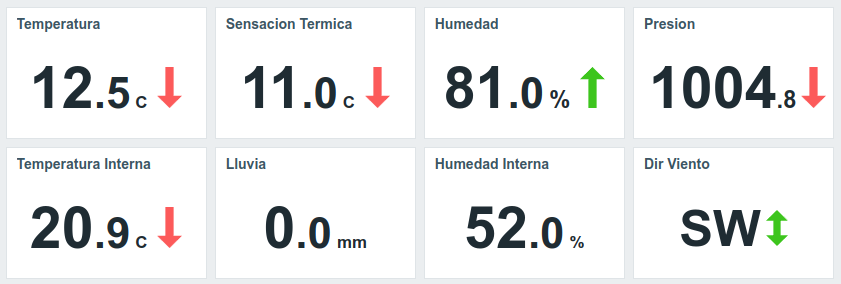 Temperatura
12.5 C
Sensacion Termica
11.0 C
Humedad
81.0 %
Presion
1004.8
Temperatura Interna
20.9 C
Lluvia
0.0 mm
Humedad Interna
52.0 %
Dir Viento
SW